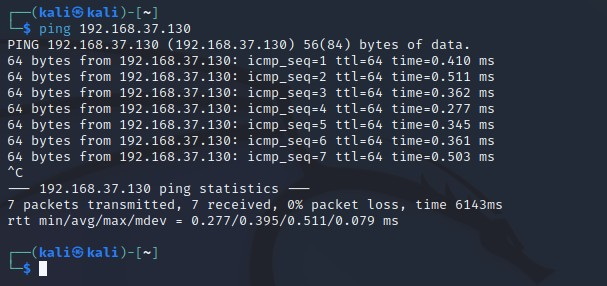 ┌──(kali㉿kali)-[~]
└─$ ping 192.168.37.130
PING 192.168.37.130 (192.168.37.130) 56(84) bytes of data.
64 bytes from 192.168.37.130: icmp_seq=1 ttl=64 time=0.410 ms
64 bytes from 192.168.37.130: icmp_seq=2 ttl=64 time=0.511 ms
64 bytes from 192.168.37.130: icmp_seq=3 ttl=64 time=0.362 ms
64 bytes from 192.168.37.130: icmp_seq=4 ttl=64 time=0.277 ms
64 bytes from 192.168.37.130: icmp_seq=5 ttl=64 time=0.345 ms
64 bytes from 192.168.37.130: icmp_seq=6 ttl=64 time=0.361 ms
64 bytes from 192.168.37.130: icmp_seq=7 ttl=64 time=0.503 ms
^C
--- 192.168.37.130 ping statistics ---
7 packets transmitted, 7 received, 0% packet loss, time 6143ms
rtt min/avg/max/mdev = 0.277/0.395/0.511/0.079 ms
┌──(kali㉿kali)-[~]
└─$